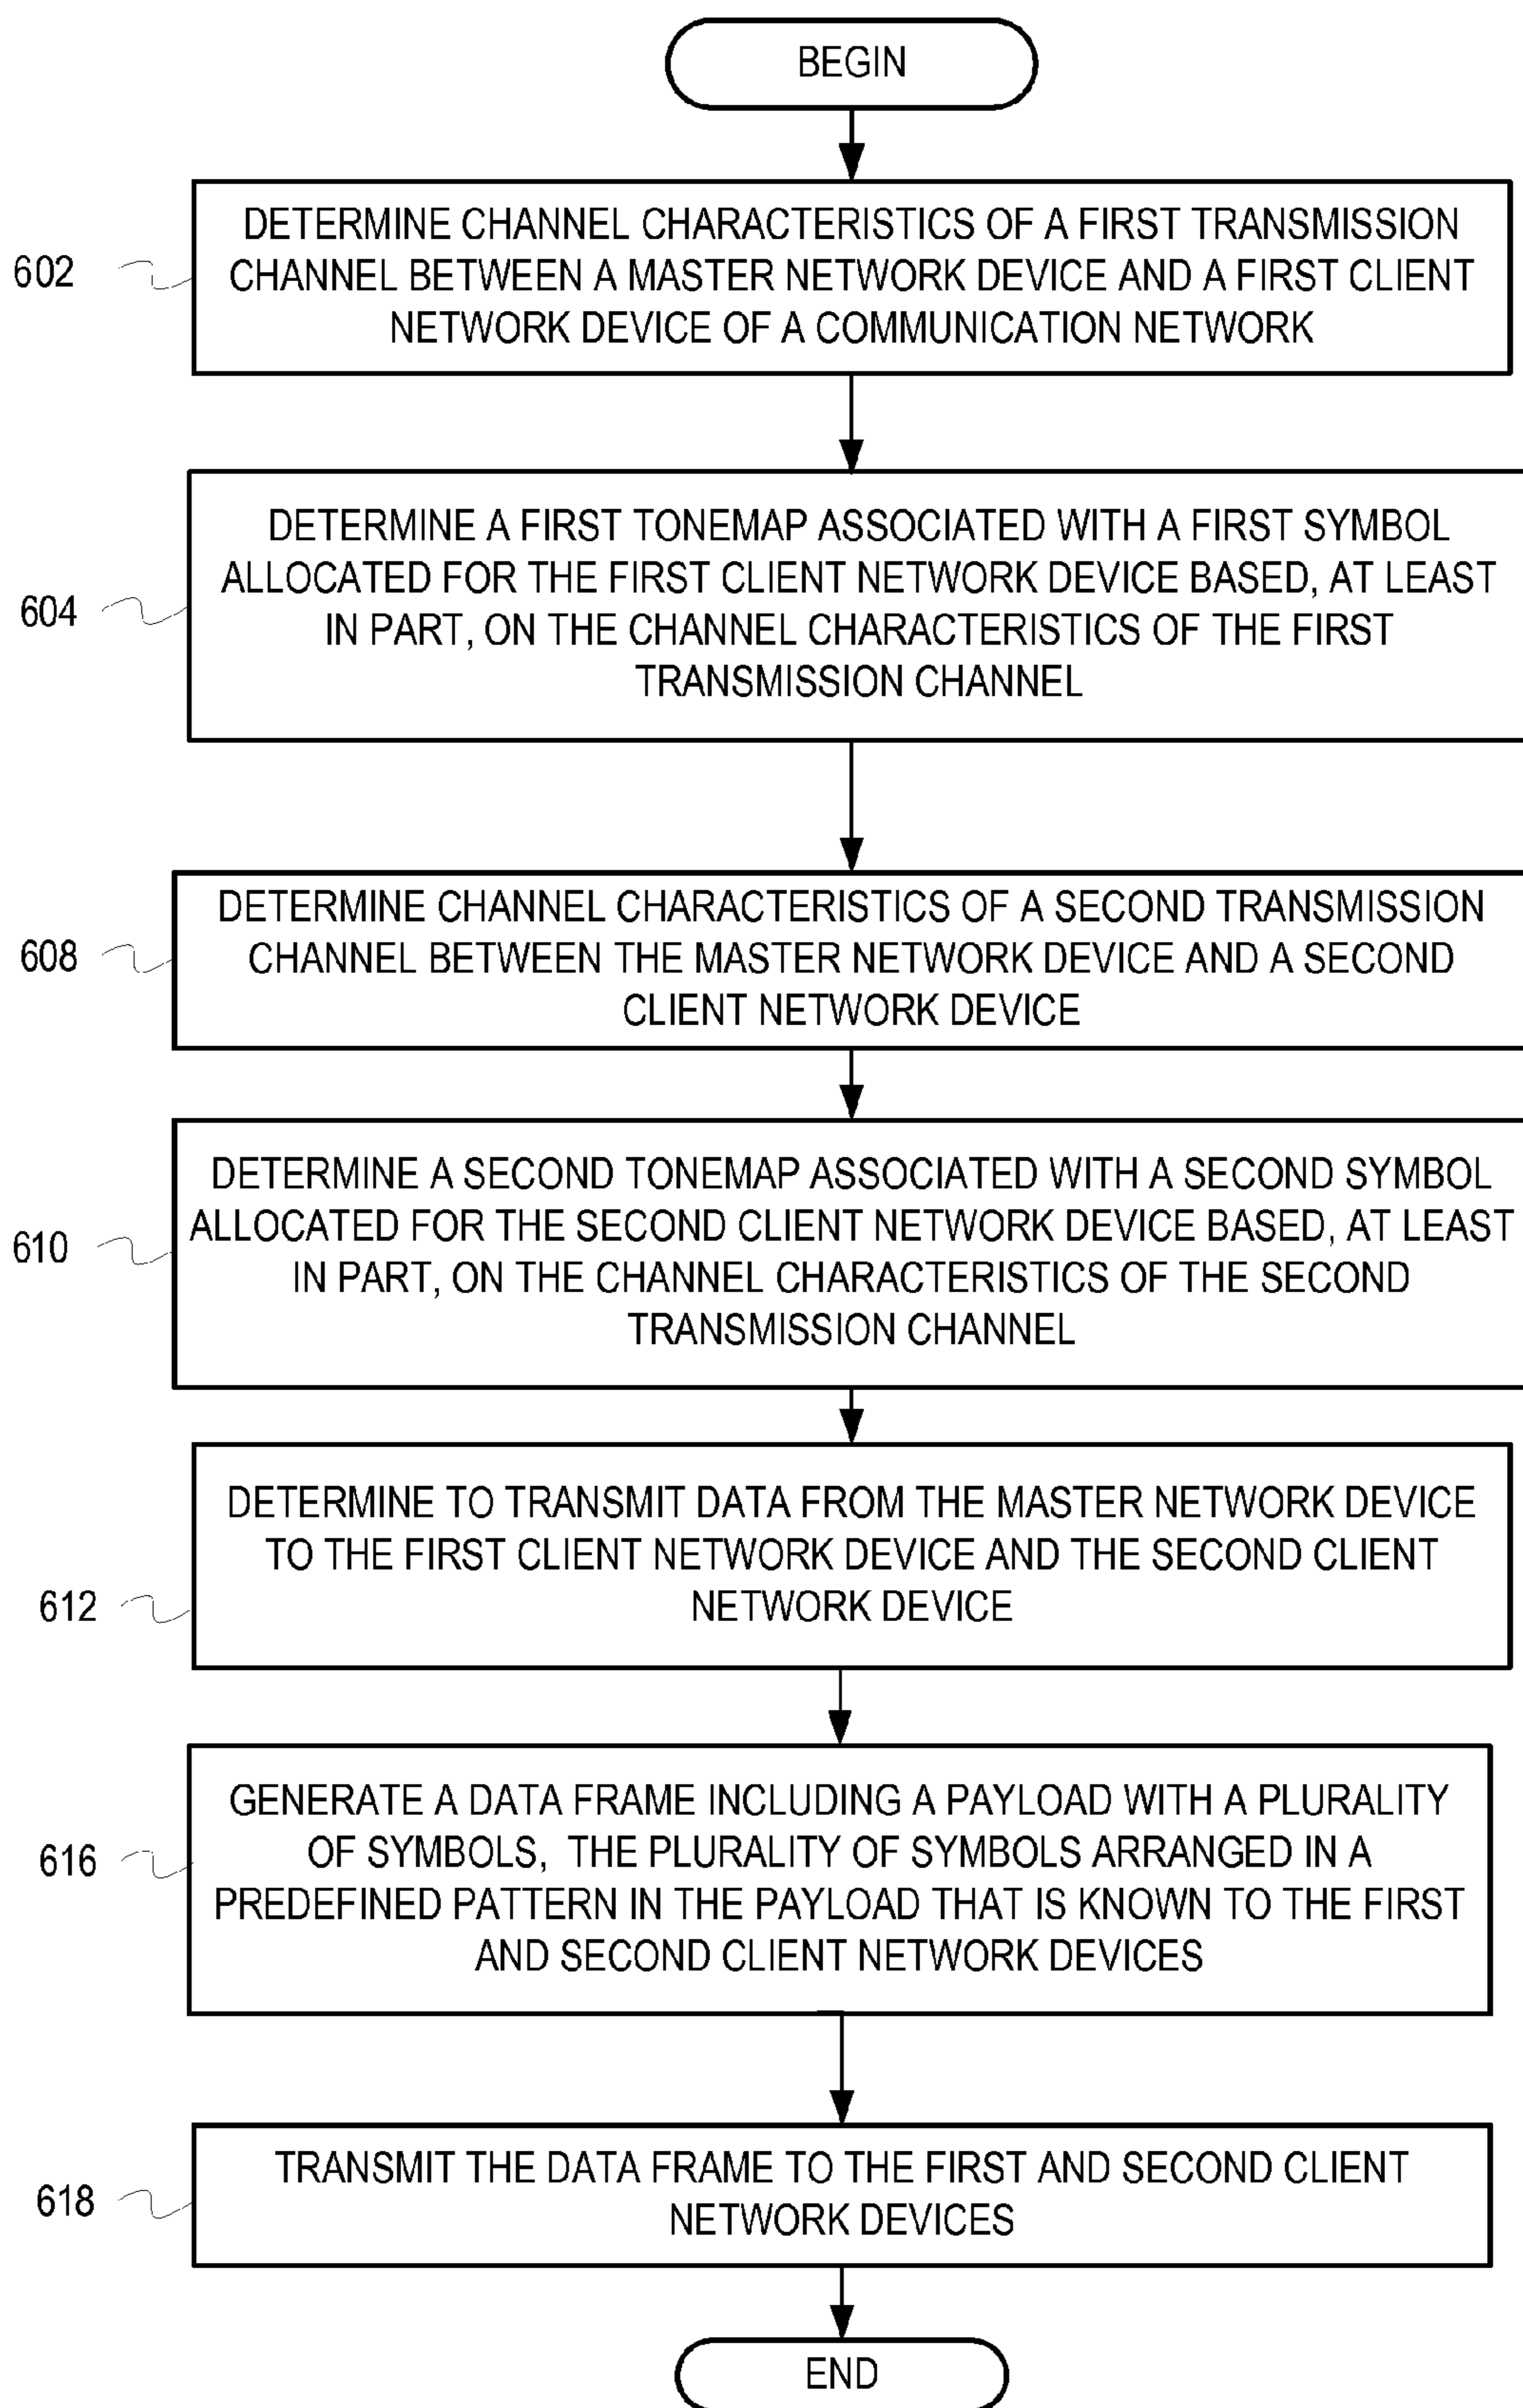 BEGIN
602
DETERMINE CHANNEL CHARACTERISTICS OF A FIRST TRANSMISSION
CHANNEL BETWEEN A MASTER NETWORK DEVICE AND A FIRST CLIENT
NETWORK DEVICE OF A COMMUNICATION NETWORK
604
DETERMINE A FIRST TONEMAP ASSOCIATED WITH A FIRST SYMBOL
ALLOCATED FOR THE FIRST CLIENT NETWORK DEVICE BASED, AT LEAST
IN PART, ON THE CHANNEL CHARACTERISTICS OF THE FIRST
TRANSMISSION CHANNEL
608
DETERMINE CHANNEL CHARACTERISTICS OF A SECOND TRANSMISSION
CHANNEL BETWEEN THE MASTER NETWORK DEVICE AND A SECOND
CLIENT NETWORK DEVICE
610
DETERMINE A SECOND TONEMAP ASSOCIATED WITH A SECOND SYMBOL
ALLOCATED FOR THE SECOND CLIENT NETWORK DEVICE BASED, AT LEAST
IN PART, ON THE CHANNEL CHARACTERISTICS OF THE SECOND
TRANSMISSION CHANNEL
612
DETERMINE TO TRANSMIT DATA FROM THE MASTER NETWORK DEVICE
TO THE FIRST CLIENT NETWORK DEVICE AND THE SECOND CLIENT
NETWORK DEVICE
616
GENERATE A DATA FRAME INCLUDING A PAYLOAD WITH A PLURALITY
OF SYMBOLS, THE PLURALITY OF SYMBOLS ARRANGED IN A
PREDEFINED PATTERN IN THE PAYLOAD THAT IS KNOWN TO THE FIRST
AND SECOND CLIENT NETWORK DEVICES
618
TRANSMIT THE DATA FRAME TO THE FIRST AND SECOND CLIENT
NETWORK DEVICES
END